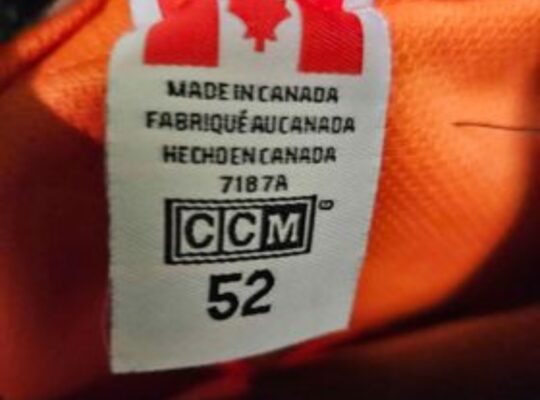 MADE IN CANADA
FABRIQUÉ AU CANADA
HECHO EN CANADA
7187A
CCM
52